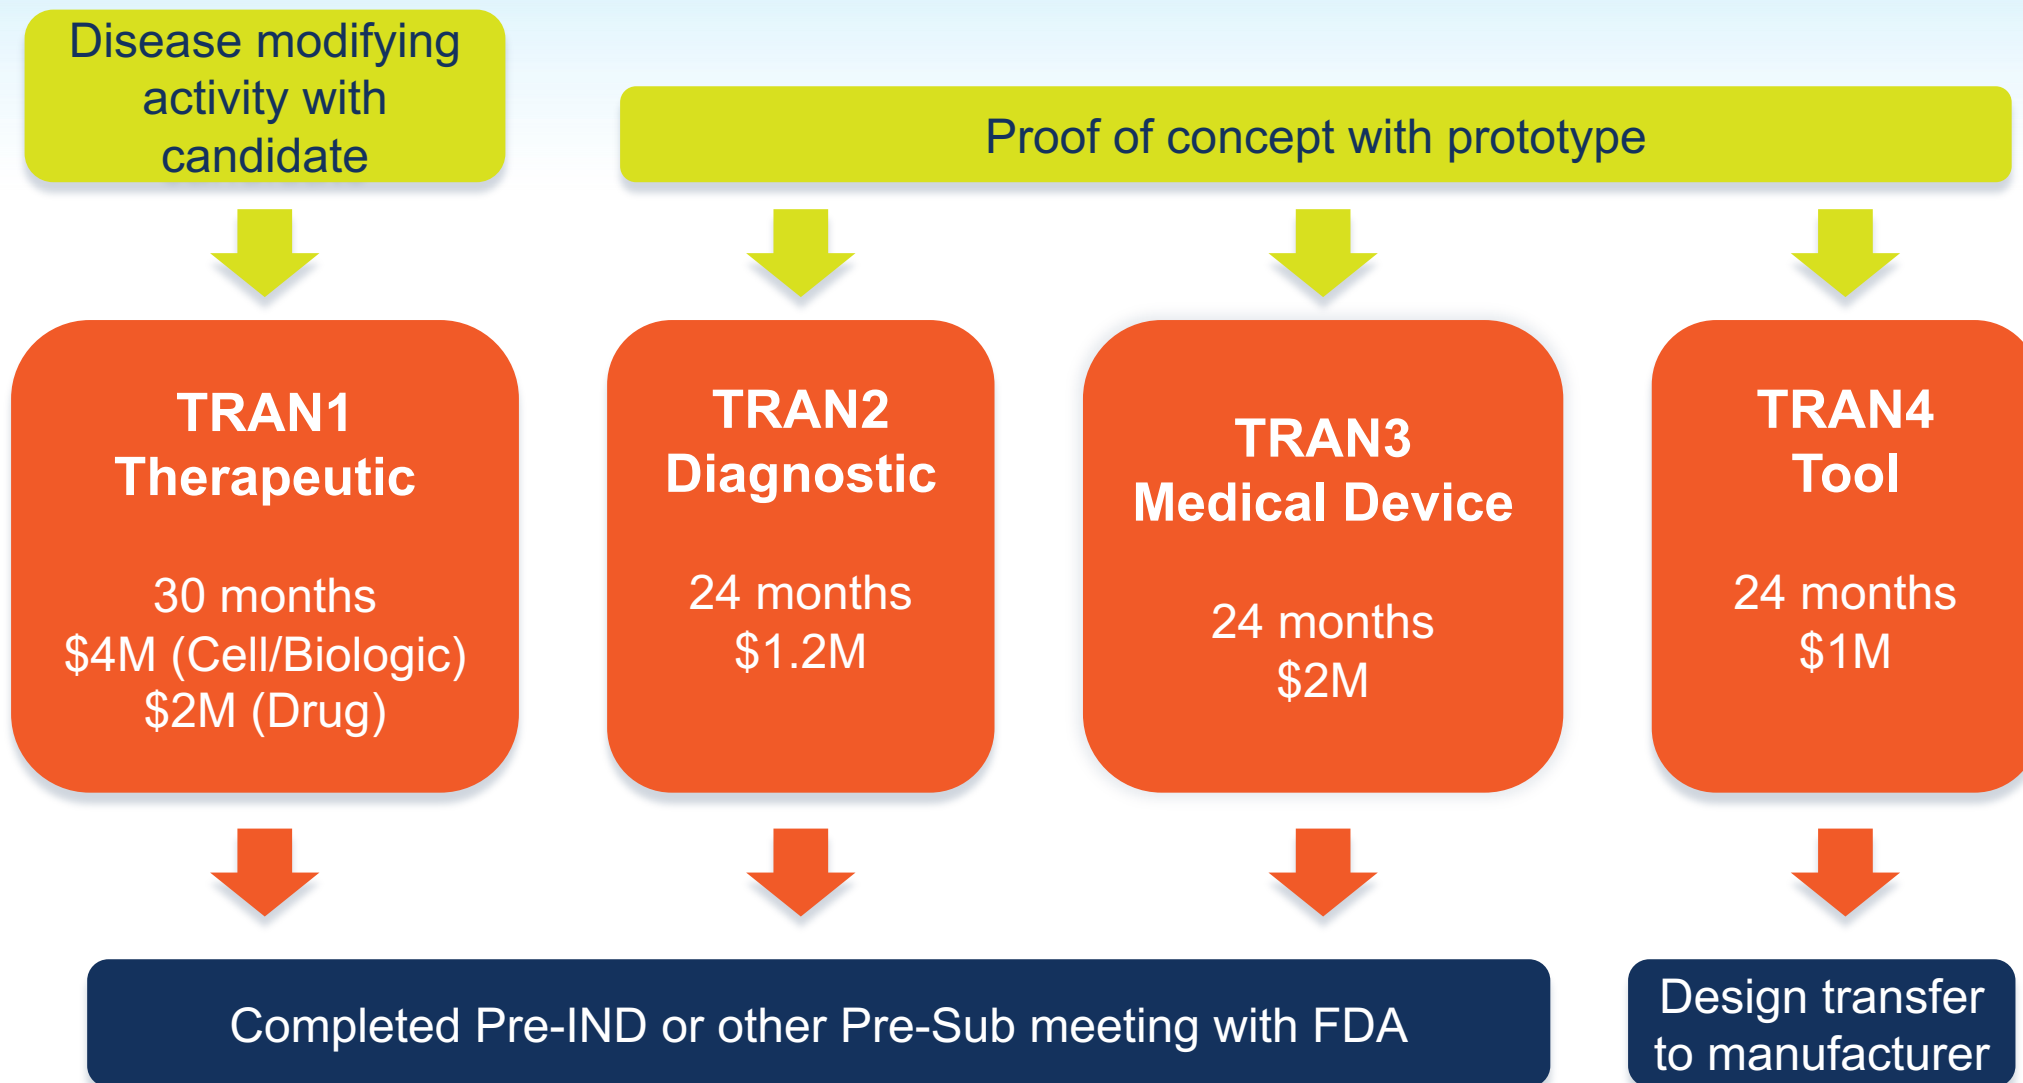 Disease modifying
activity with
candidate
Proof of concept with prototype
TRAN1
Therapeutic
30 months
$4M (Cell/Biologic)
$2M (Drug)
TRAN2
Diagnostic
24 months
$1.2M
TRAN3
Medical Device
24 months
$2M
TRAN4
Tool
24 months
$1M
Completed Pre-IND or other Pre-Sub meeting with FDA
Design transfer
to manufacturer